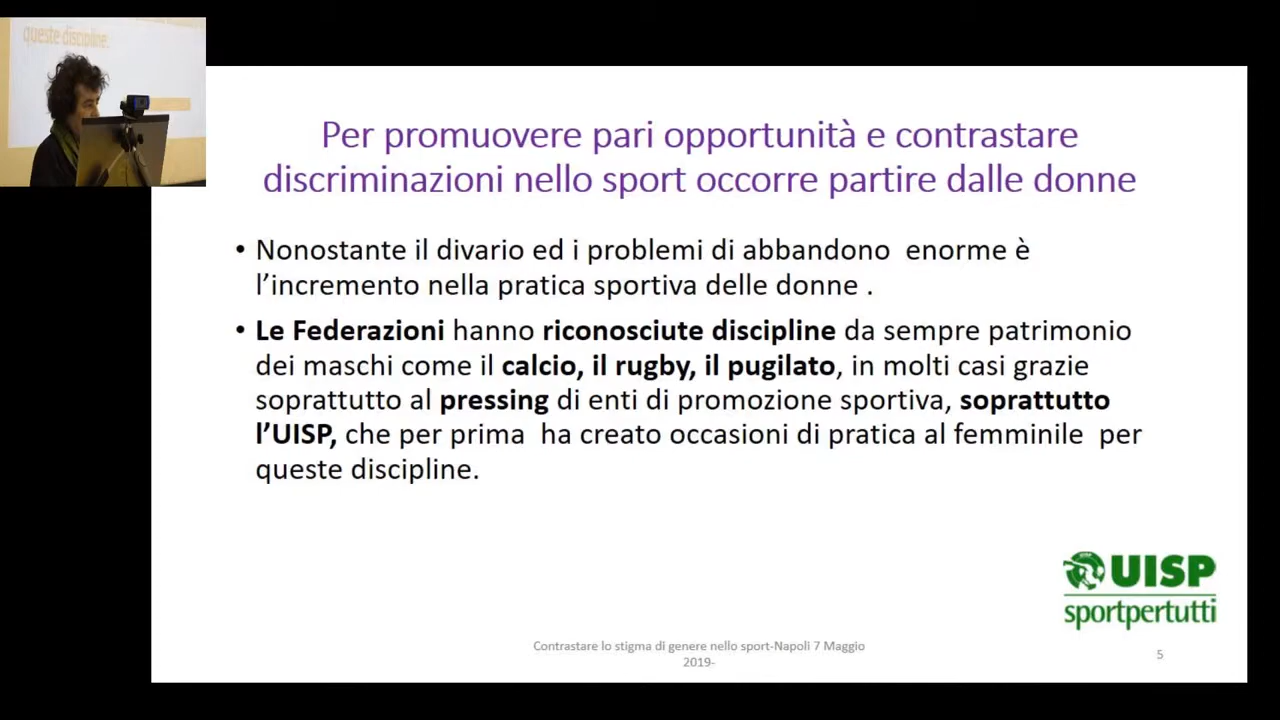 queste discipline.
Per promuovere pari opportunità e contrastare
discriminazioni nello sport occorre partire dalle donne
• Nonostante il divario ed i problemi di abbandono  enorme è
l’incremento nella pratica sportiva delle donne .
• Le Federazioni hanno riconosciute discipline da sempre patrimonio
dei maschi come il calcio, il rugby, il pugilato, in molti casi grazie
soprattutto al pressing di enti di promozione sportiva, soprattutto
l’UISP, che per prima  ha creato occasioni di pratica al femminile  per
queste discipline.
UISP
sportpertutti
Contrastare lo stigma di genere nello sport-Napoli 7 Maggio
2019-
5